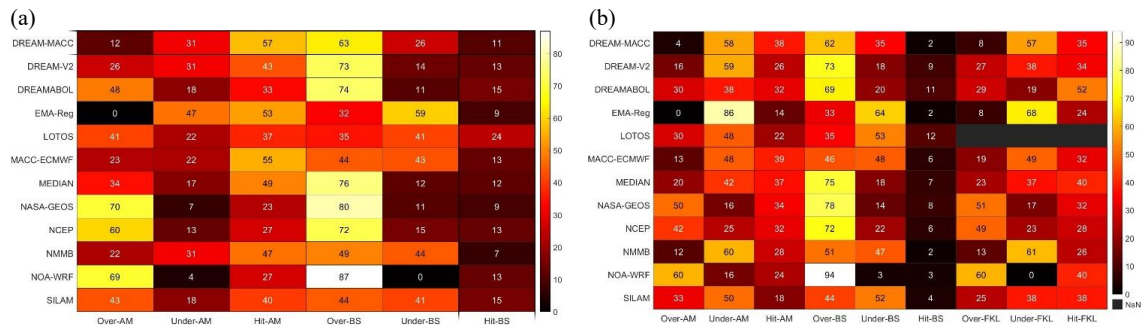 (a)
DREAM-MACC 12 31 57 63 26 11
DREAM-V2 26 31 43 73 14 13
DREAMABOL 48 18 33 74 11 15
EMA-Reg 0 47 53 32 59 9
LOTOS 41 22 37 35 41 24
MACC-ECMWF 23 22 55 44 43 13
MEDIAN 34 17 49 76 12 12
NASA-GEOS 70 7 23 80 11 9
NCEP 60 13 27 72 15 13
NMMB 22 31 47 49 44 7
NOA-WRF 69 4 27 87 0 13
SILAM 43 18 40 44 41 15
Over-AM Under-AM Hit-AM Over-BS Under-BS Hit-BS
80
70
60
50
40
30
20
10
0
(b)
DREAM-MACC 4 58 38 62 35 2 8 57 35
DREAM-V2 16 59 26 73 18 9 27 38 34
DREAMABOL 30 38 32 69 20 11 29 19 52
EMA-Reg 0 86 14 33 64 2 8 68 24
LOTOS 30 48 22 35 53 12
MACC-ECMWF 13 48 39 46 48 6 19 49 32
MEDIAN 20 42 37 75 18 7 23 37 40
NASA-GEOS 50 16 34 78 14 8 51 17 32
NCEP 42 25 32 72 22 6 49 23 28
NMMB 12 60 28 51 47 2 13 61 26
NOA-WRF 60 16 24 94 3 3 60 0 40
SILAM 33 50 18 44 52 4 25 38 38
Over-AM Under-AM Hit-AM Over-BS Under-BS Hit-BS Over-FKL Under-FKL Hit-FKL
90
80
70
60
50
40
30
20
10
0
NaN